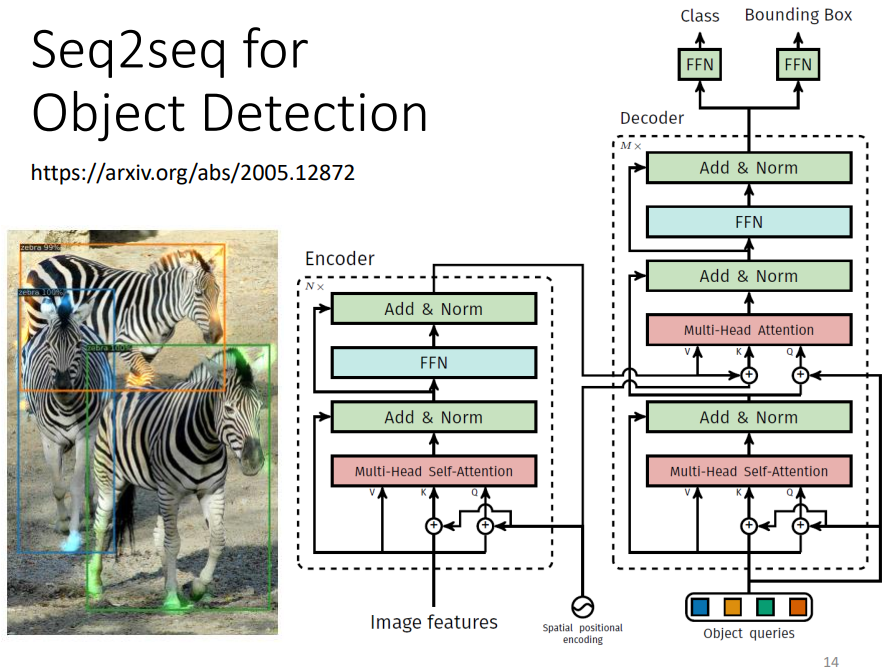 Seq2seq for
Object Detection
https://arxiv.org/abs/2005.12872
zebra 99%
zebra 100%
zebra 100%
Encoder
N×
Add & Norm
FFN
Add & Norm
Multi-Head Self-Attention
V K Q
+ +
Image features
Spatial positional
encoding
Class Bounding Box
FFN FFN
Decoder
M×
Add & Norm
FFN
Add & Norm
Multi-Head Attention
V K Q
+ +
Add & Norm
Multi-Head Self-Attention
V K Q
+ +
Object queries
14